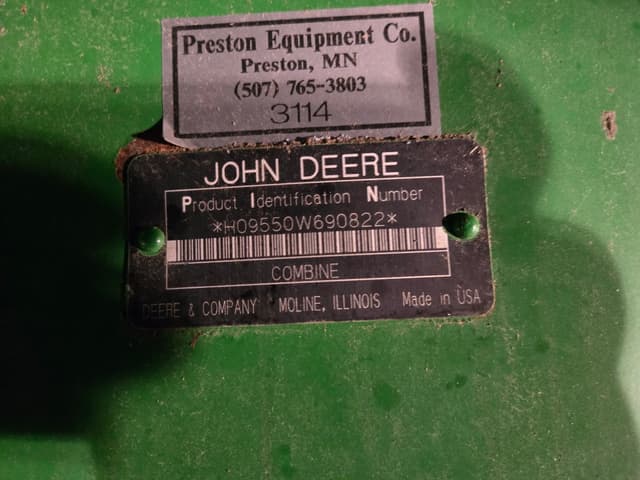 Preston Equipment Co.
Preston, MN
(507) 765-3803
3114
JOHN DEERE
Product Identification Number
*H09550W690822*
COMBINE
DEERE & COMPANY MOLINE, ILLINOIS Made in USA